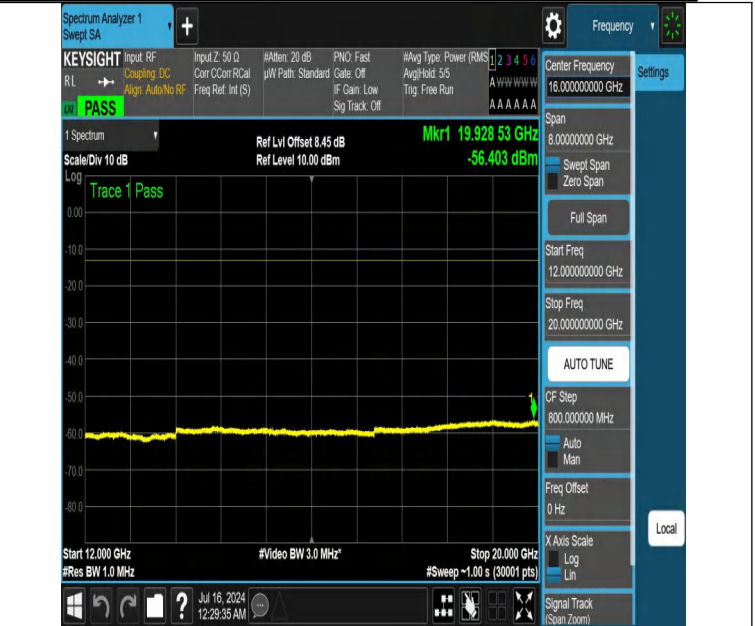 Spectrum Analyzer 1
Swept SA
+
Frequency
KEYSIGHT
RL
PASS
Input: RF
Coupling: DC
Align: Auto/No RF
Input Z: 50 Ω
Corr CCorr RCal
Freq Ref: Int (S)
#Atten: 20 dB
µW Path: Standard
PNO: Fast
Gate: Off
IF Gain: Low
Sig Track: Off
#Avg Type: Power (RMS
Avg|Hold: 5/5
Trig: Free Run
1 2 3 4 5 6
A W W W W W
A A A A A A
1 Spectrum
Scale/Div 10 dB
Ref Lvl Offset 8.45 dB
Ref Level 10.00 dBm
Mkr1 19.928 53 GHz
-56.403 dBm
Log
Trace 1 Pass
0.00
-10.0
-20.0
-30.0
-40.0
-50.0
-60.0
-70.0
-80.0
1
Start 12.000 GHz
#Res BW 1.0 MHz
#Video BW 3.0 MHz*
Stop 20.000 GHz
#Sweep ~1.00 s (30001 pts)
Center Frequency
16.000000000 GHz
Settings
Span
8.00000000 GHz
Swept Span
Zero Span
Full Span
Start Freq
12.000000000 GHz
Stop Freq
20.000000000 GHz
AUTO TUNE
CF Step
800.000000 MHz
Auto
Man
Freq Offset
0 Hz
X Axis Scale
Log
Lin
Local
Signal Track
(Span Zoom)
?
Jul 16, 2024
12:29:35 AM